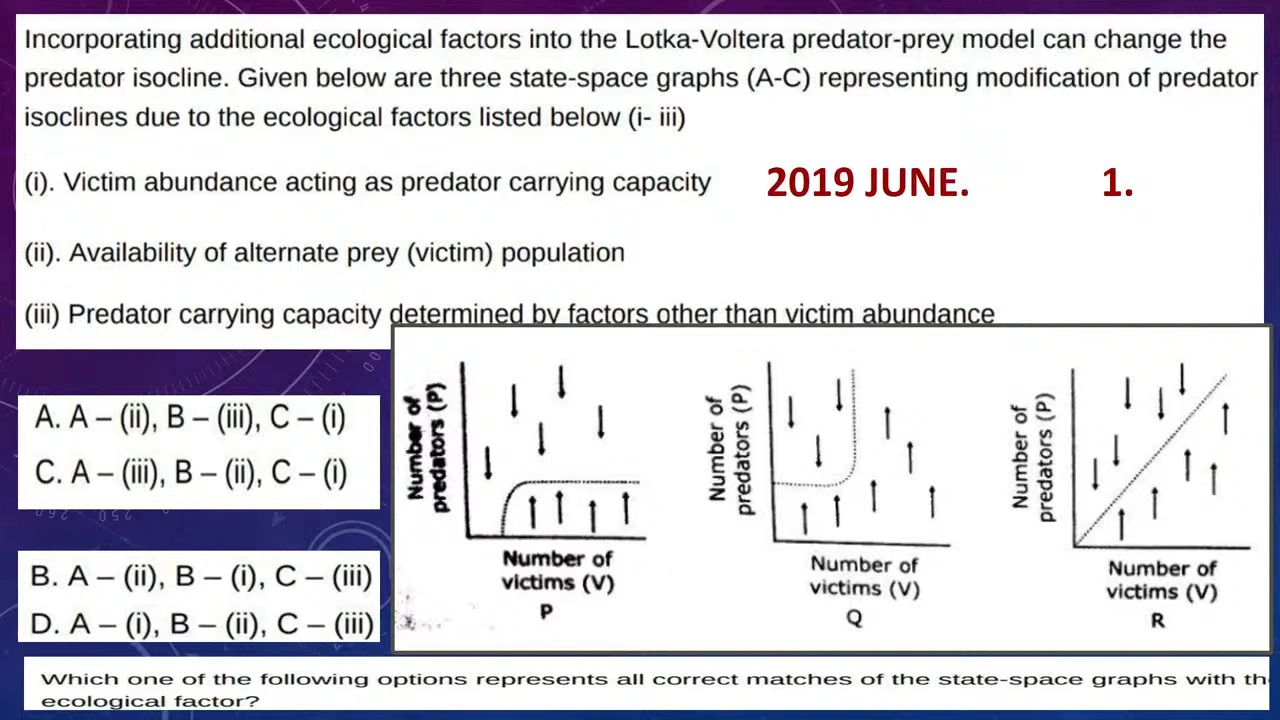 Incorporating additional ecological factors into the Lotka-Voltera predator-prey model can change the
predator isocline. Given below are three state-space graphs (A-C) representing modification of predator
isoclines due to the ecological factors listed below (i- iii)
(i). Victim abundance acting as predator carrying capacity
2019 JUNE.
1.
(ii). Availability of alternate prey (victim) population
(iii) Predator carrying capacity determined by factors other than victim abundance
A. A – (ii), B – (iii), C – (i)
C. A – (iii), B – (ii), C – (i)
B. A – (ii), B – (i), C – (iii)
D. A – (i), B – (ii), C – (iii)
Number of
predators (P)
Number of
victims (V)
P
Number of
predators (P)
Number of
victims (V)
Q
Number of
predators (P)
Number of
victims (V)
R
Which one of the following options represents all correct matches of the state-space graphs with
ecological factor?